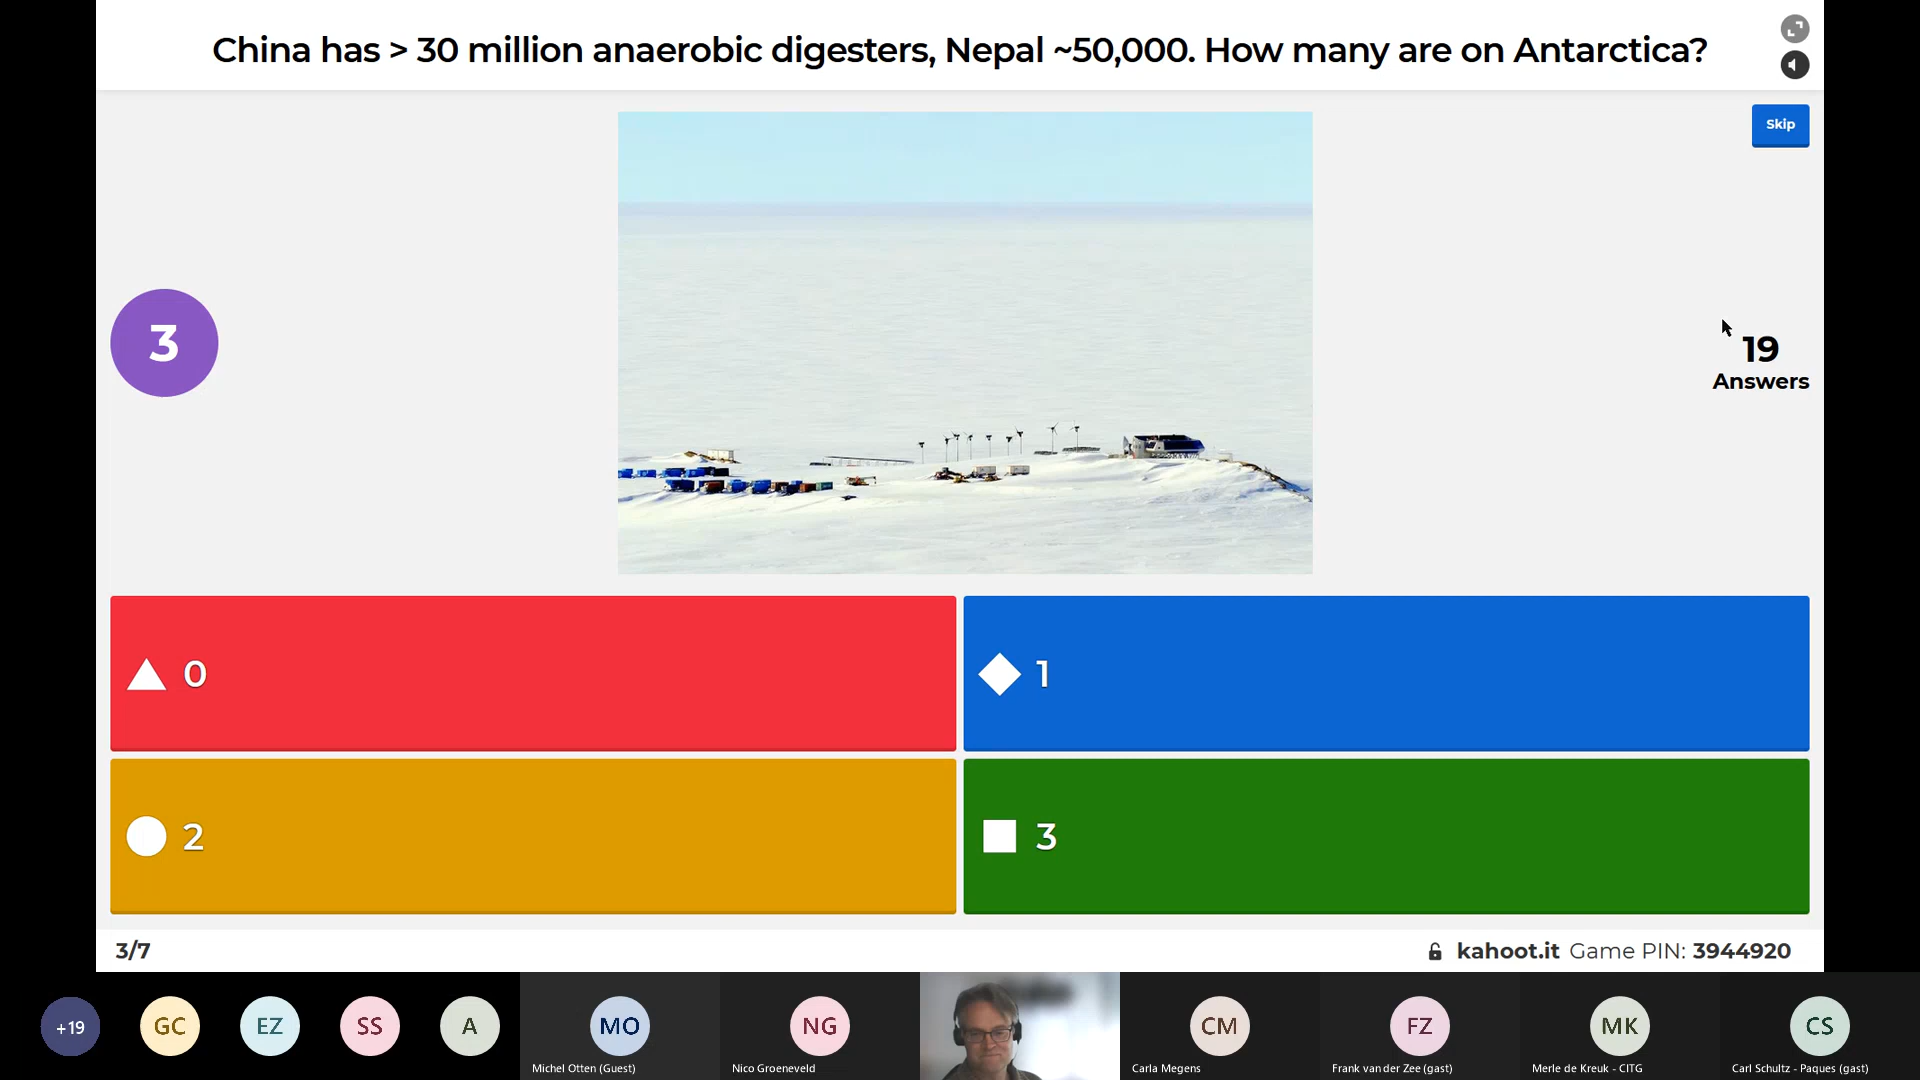 China has > 30 million anaerobic digesters, Nepal ~50,000. How many are on Antarctica?
Skip
3
19
Answers
0
1
2
3
3/7
kahoot.it Game PIN: 3944920
+19
GC
EZ
SS
A
MO
NG
CM
FZ
MK
CS
Michel Otten (Guest)
Nico Groeneveld
Carla Megens
Frank van der Zee (gast)
Merle de Kreuk - CITG
Carl Schultz - Paques (gast)